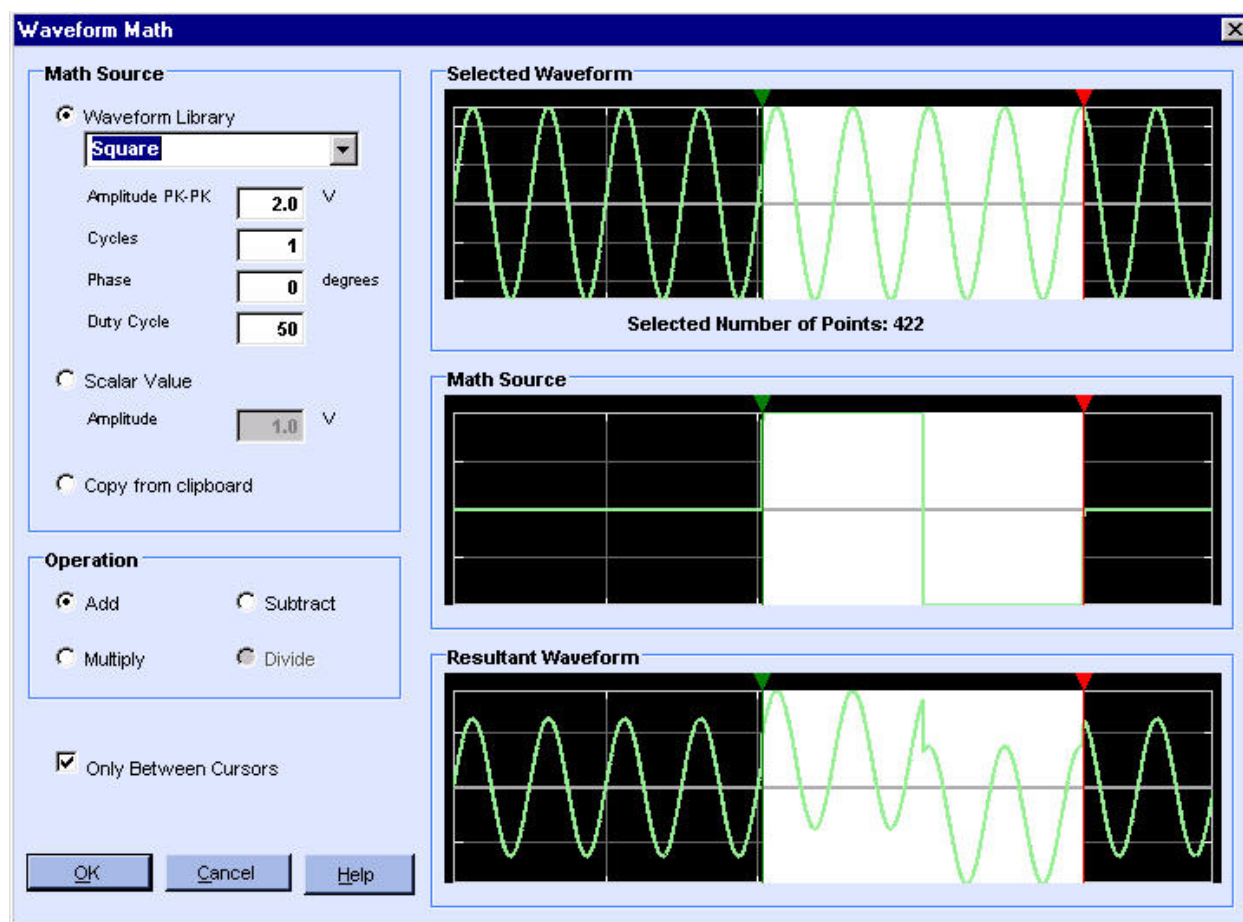 Waveform Math
Math Source
Waveform Library
Square
Amplitude PK-PK 2.0 V
Cycles 1
Phase 0 degrees
Duty Cycle 50
Scalar Value
Amplitude 1.0 V
Copy from clipboard
Operation
Add Subtract
Multiply Divide
Only Between Cursors
OK Cancel Help
Selected Waveform
Selected Number of Points: 422
Math Source
Resultant Waveform